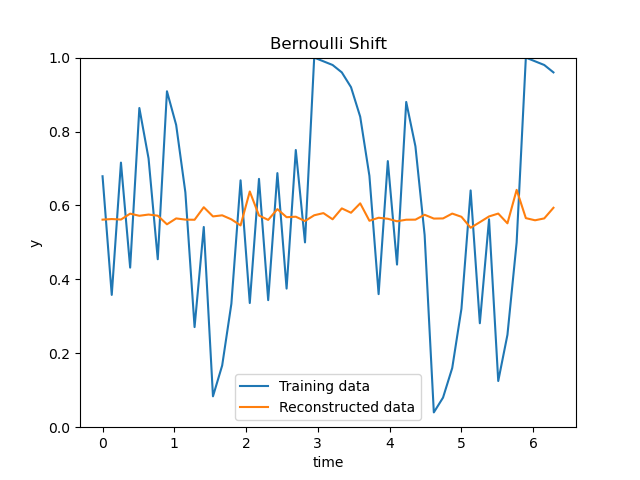 Bernoulli Shift
1.0
0.8
0.6
0.4
0.2
0.0
y
Training data
Reconstructed data
0 1 2 3 4 5 6
time